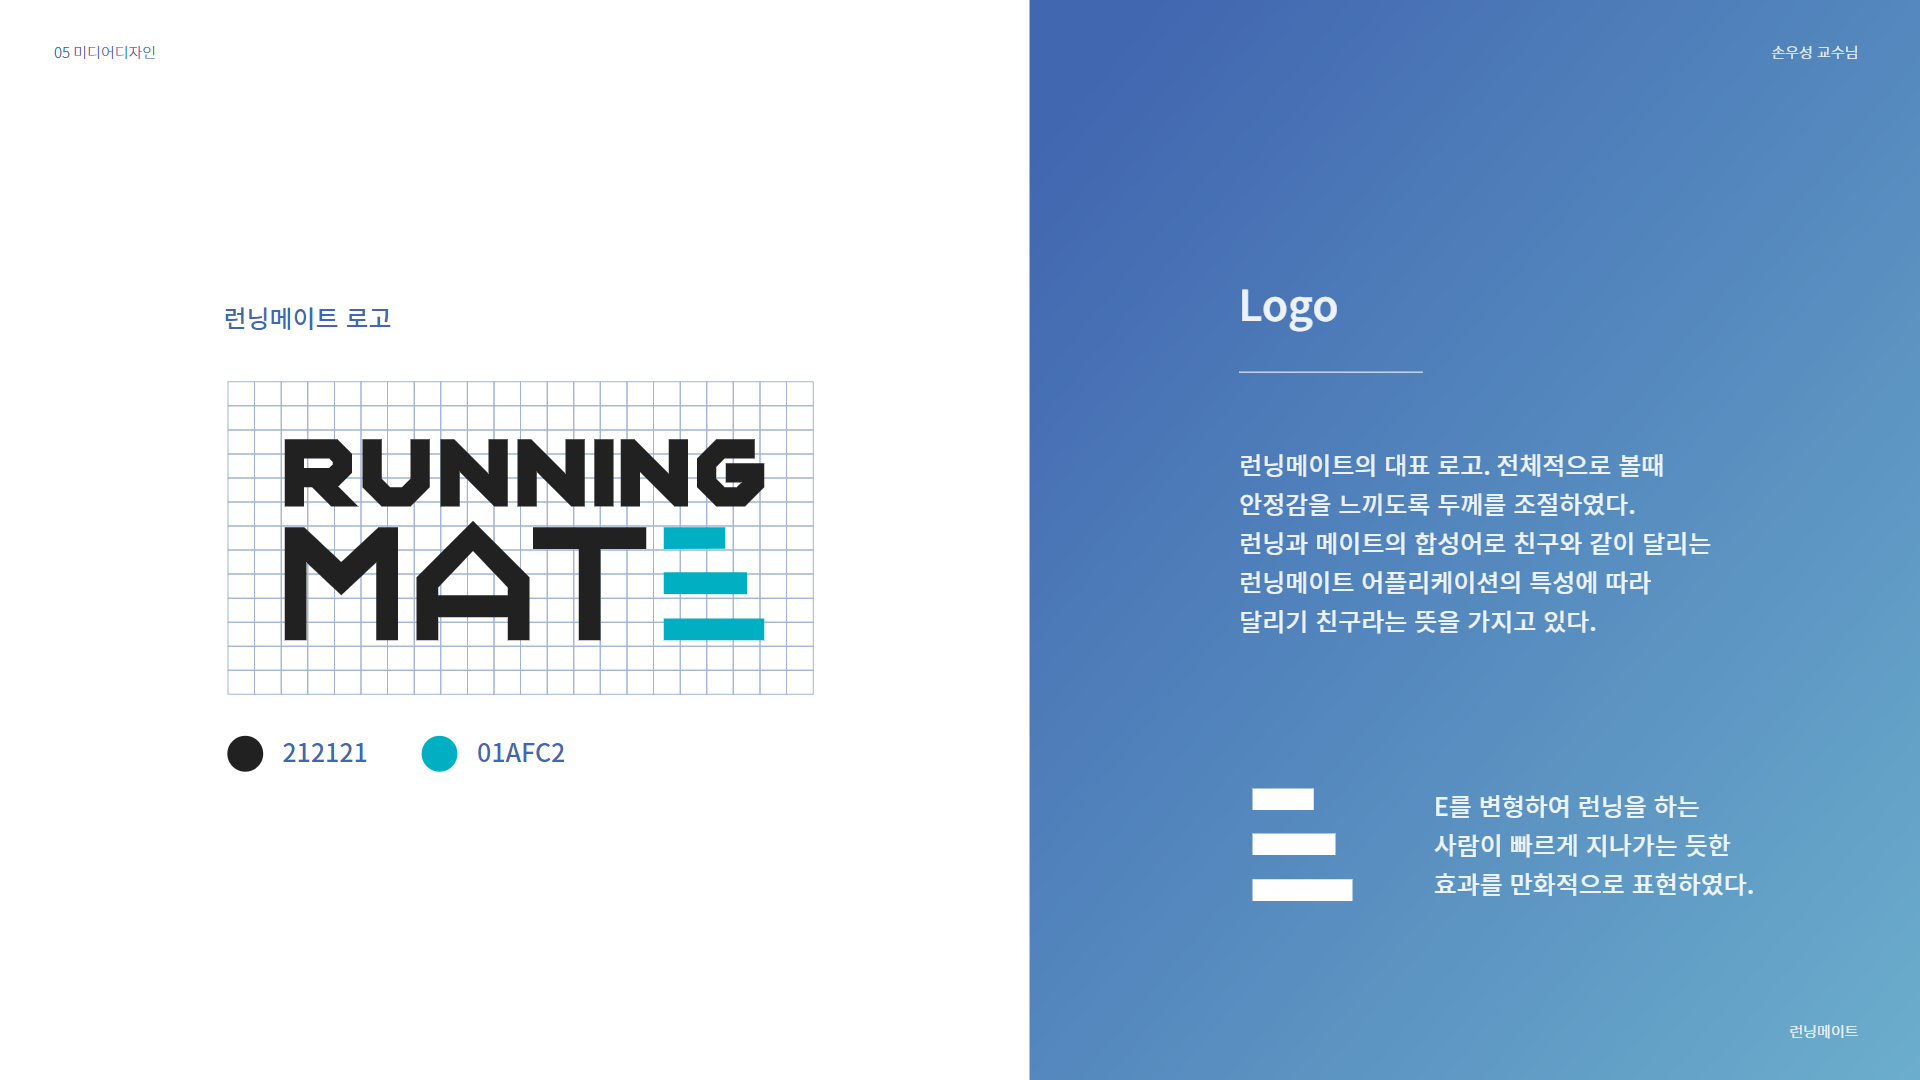 05 미디어디자인
손우성 교수님
런닝메이트 로고
RUNNING
MATE
212121
01AFC2
Logo
런닝메이트의 대표 로고. 전체적으로 볼때
안정감을 느끼도록 두께를 조절하였다.
런닝과 메이트의 합성어로 친구와 같이 달리는
런닝메이트 어플리케이션의 특성에 따라
달리기 친구라는 뜻을 가지고 있다.
E를 변형하여 런닝을 하는
사람이 빠르게 지나가는 듯한
효과를 만화적으로 표현하였다.
런닝메이트